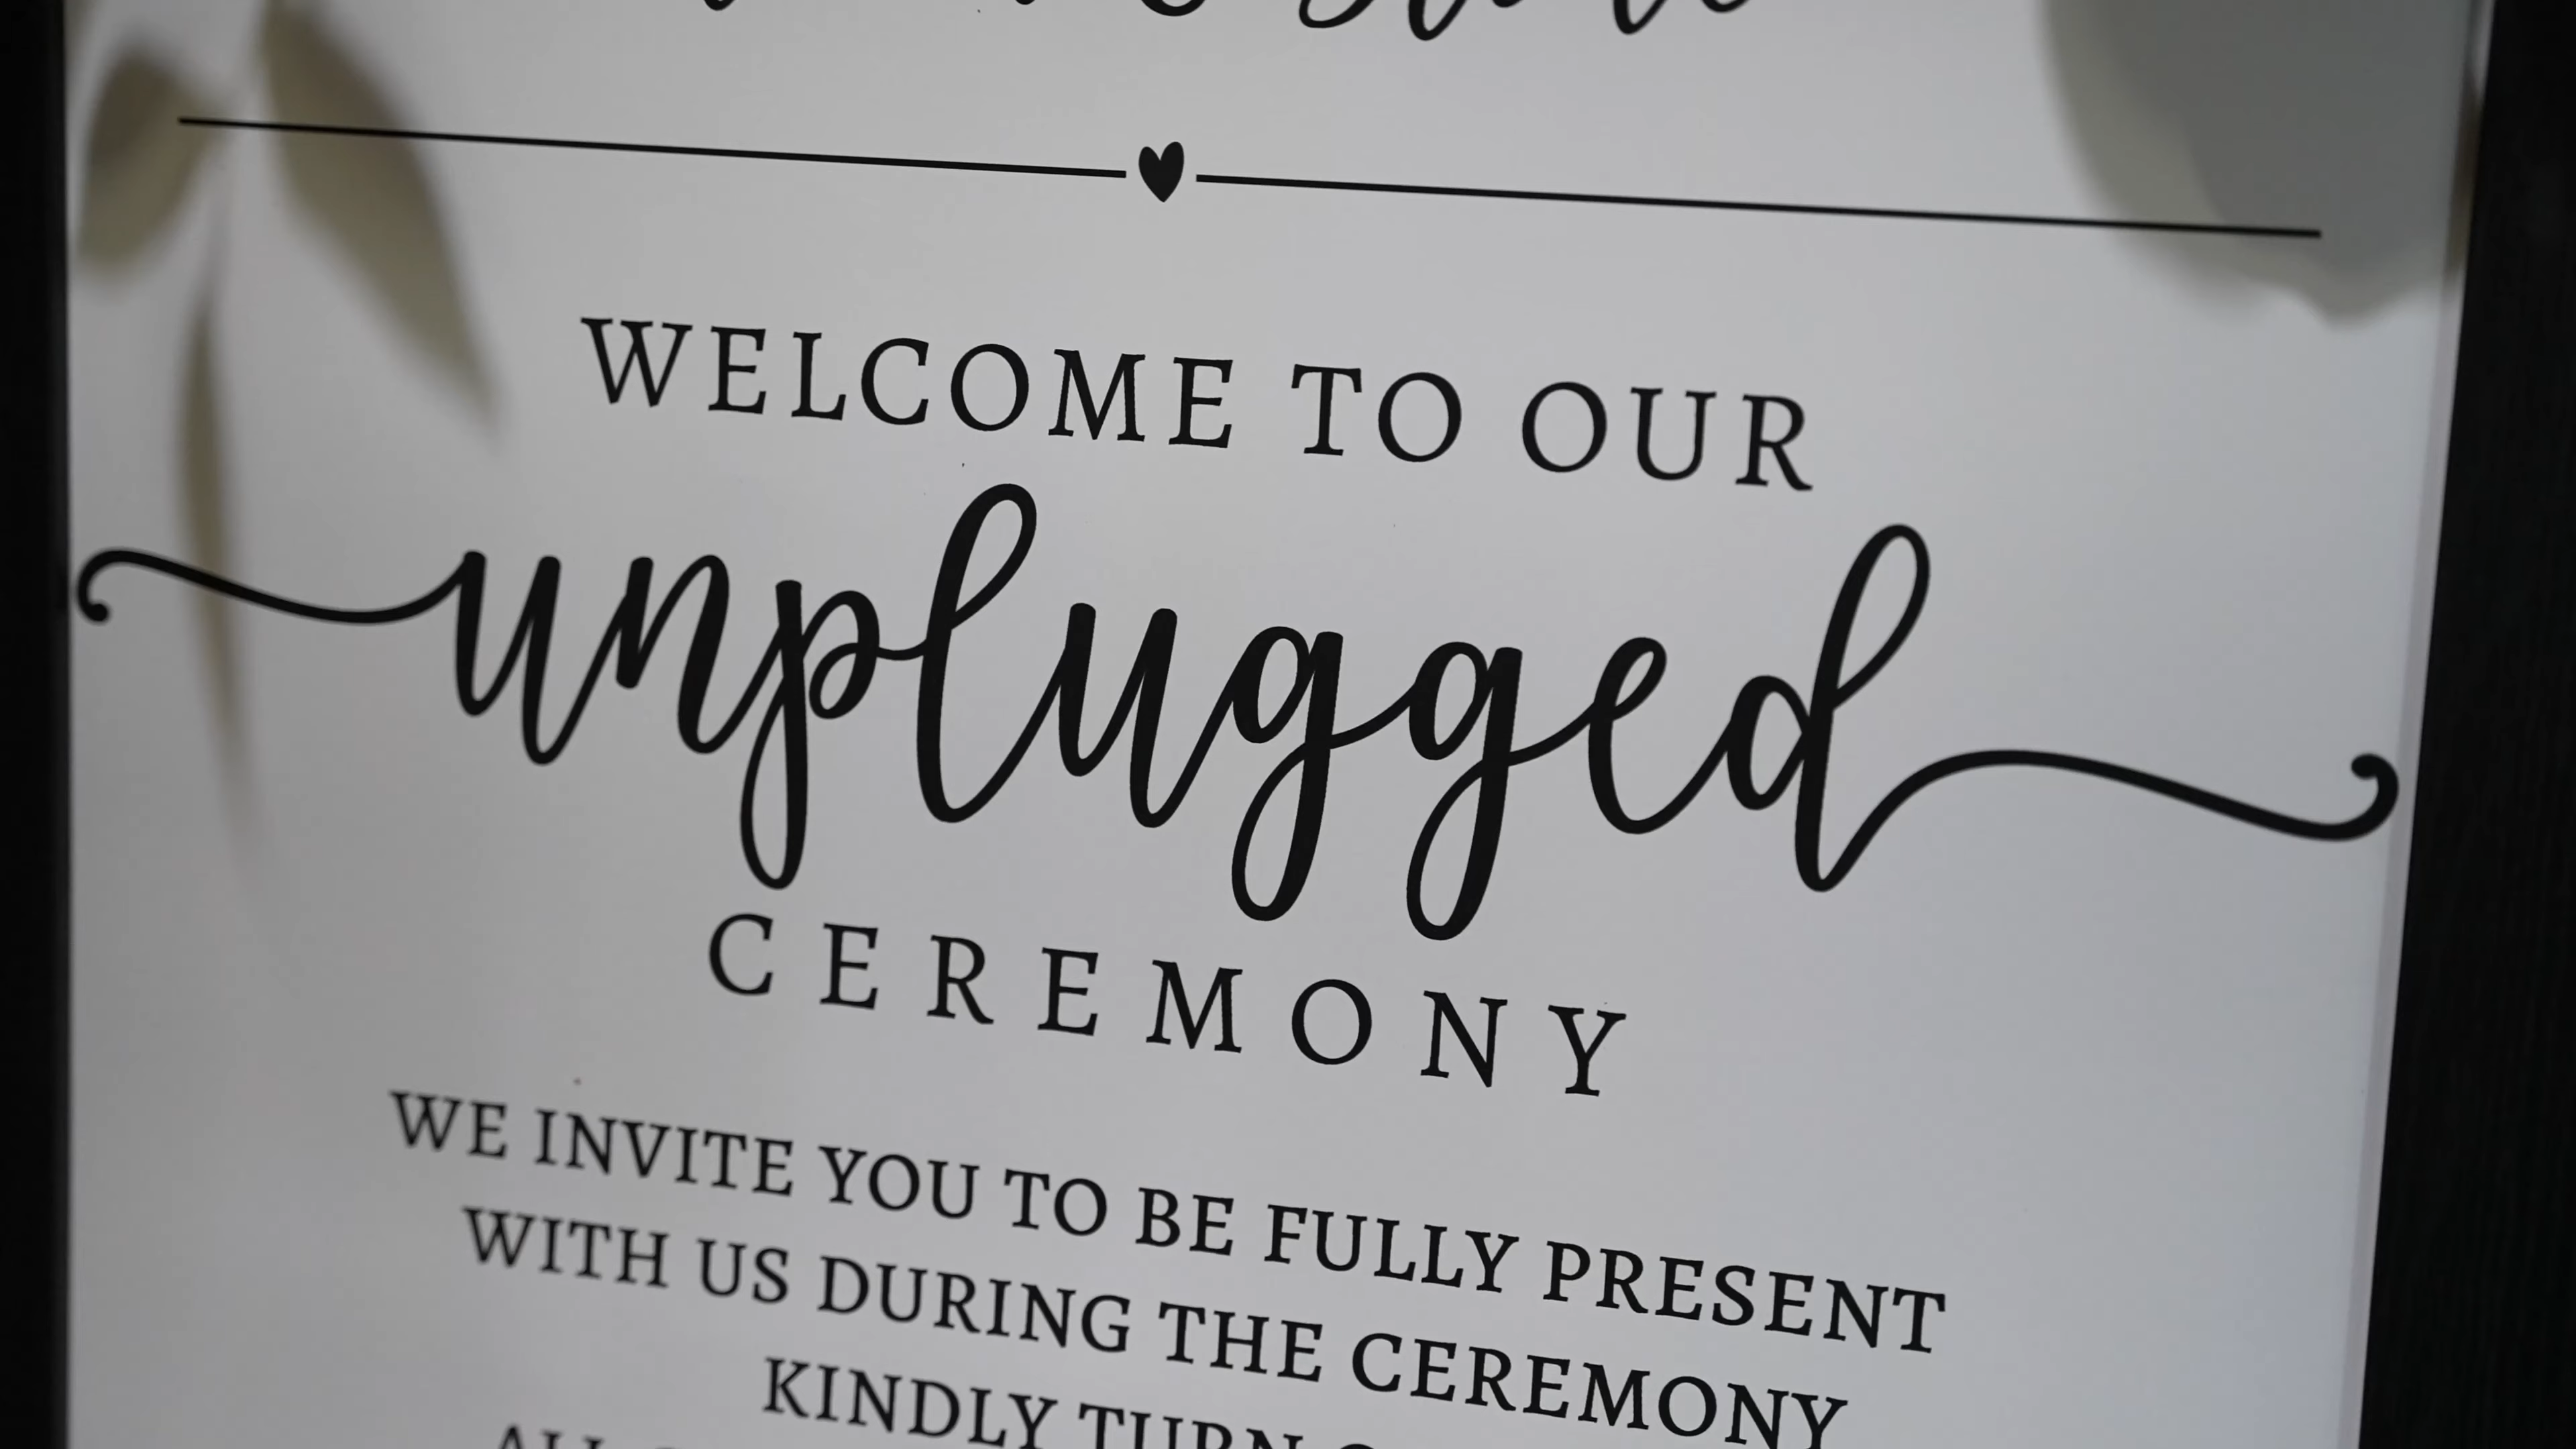 WELCOME TO OUR
unplugged
CEREMONY
WE INVITE YOU TO BE FULLY PRESENT
WITH US DURING THE CEREMONY
KINDLY TURN